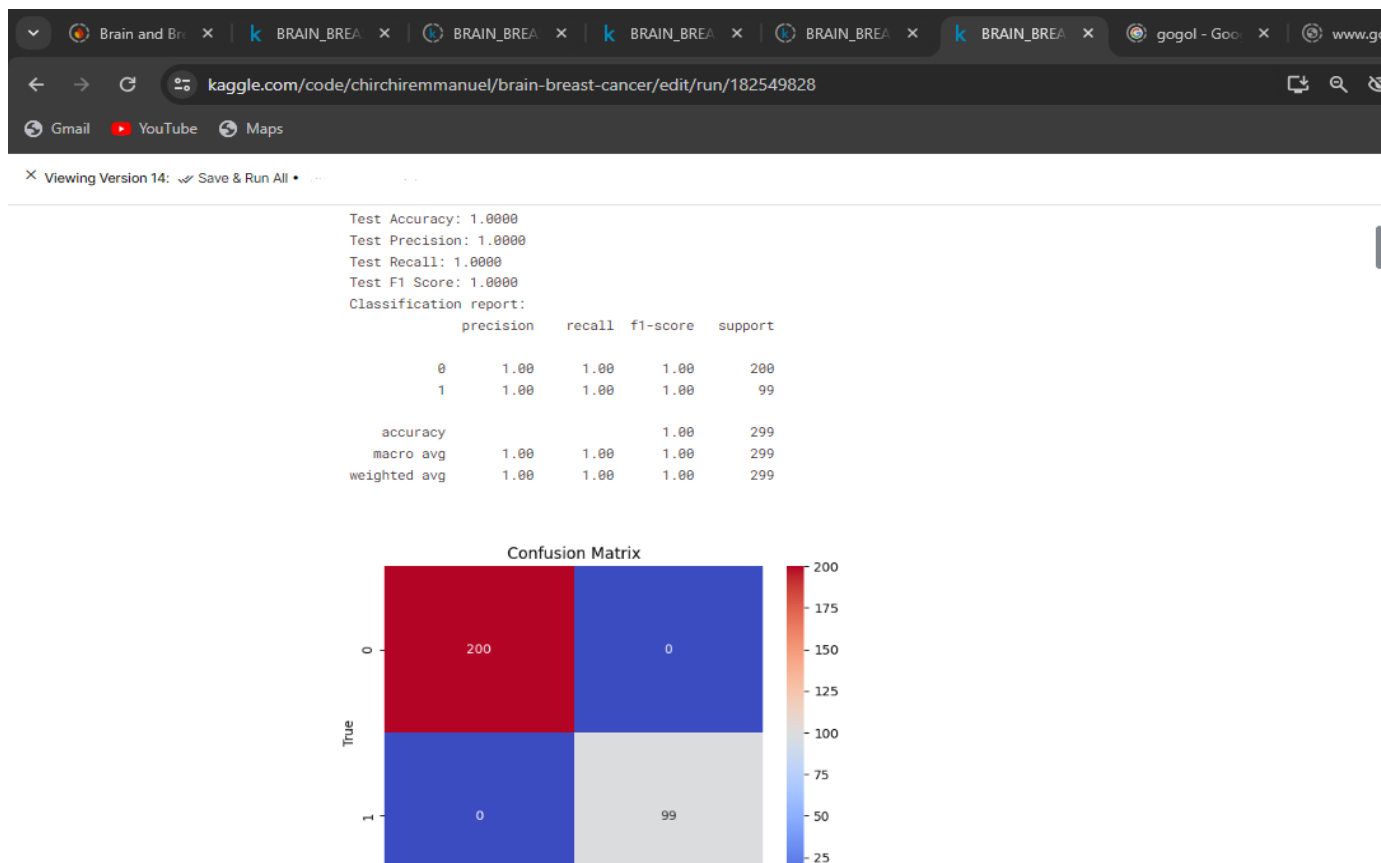 Brain and Bre
BRAIN_BREA
BRAIN_BREA
BRAIN_BREA
BRAIN_BREA
BRAIN_BREA
gogol - Goo
www.go
kaggle.com/code/chirchiremmanuel/brain-breast-cancer/edit/run/182549828
Gmail YouTube Maps
Viewing Version 14: Save & Run All •
Test Accuracy: 1.0000
Test Precision: 1.0000
Test Recall: 1.0000
Test F1 Score: 1.0000
Classification report:
precision recall f1-score support
0 1.00 1.00 1.00 200
1 1.00 1.00 1.00 99
accuracy 1.00 299
macro avg 1.00 1.00 1.00 299
weighted avg 1.00 1.00 1.00 299
Confusion Matrix
200
175
0 200 0 150
125
True 100
75
1 0 99 50
25